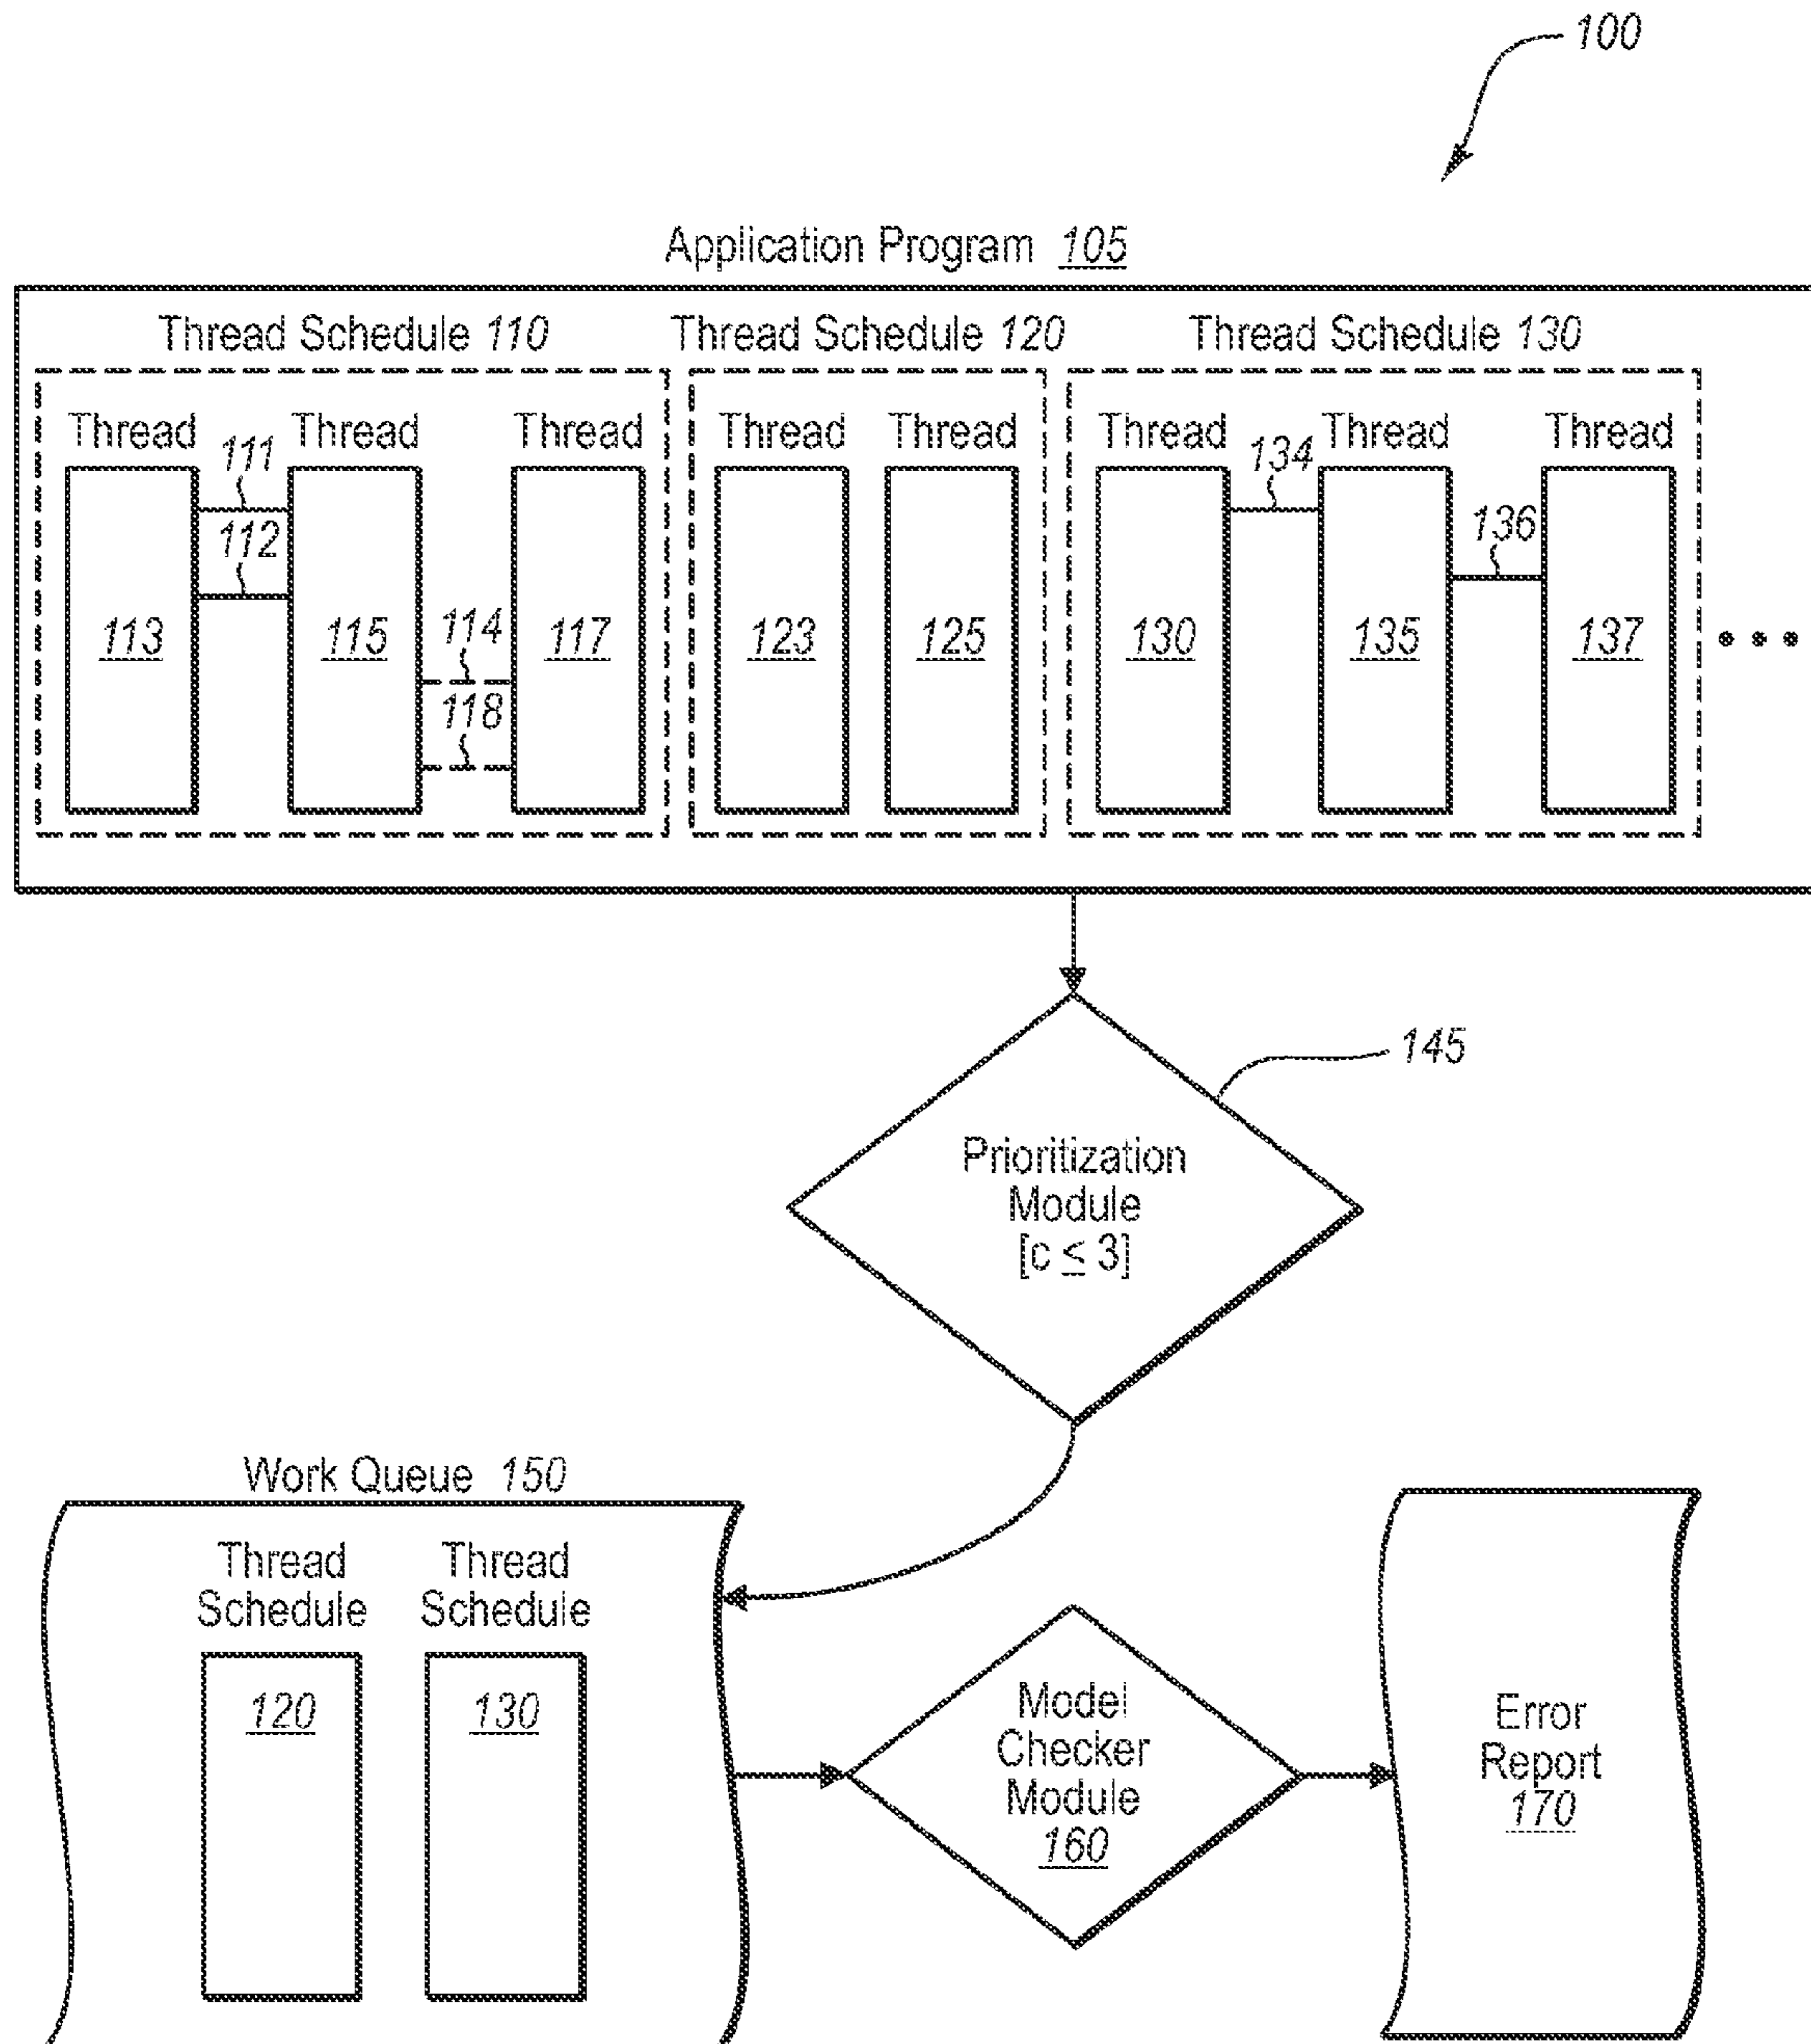 100
Application Program 105
Thread Schedule 110 Thread Schedule 120 Thread Schedule 130
Thread Thread Thread Thread Thread Thread Thread Thread
111 134
112 136
113 115 114 117 123 125 130 135 137 •••
118
145
Prioritization
Module
[c ≤ 3]
Work Queue 150
Thread Thread
Schedule Schedule
120 130
Model
Checker
Module
160
Error
Report
170